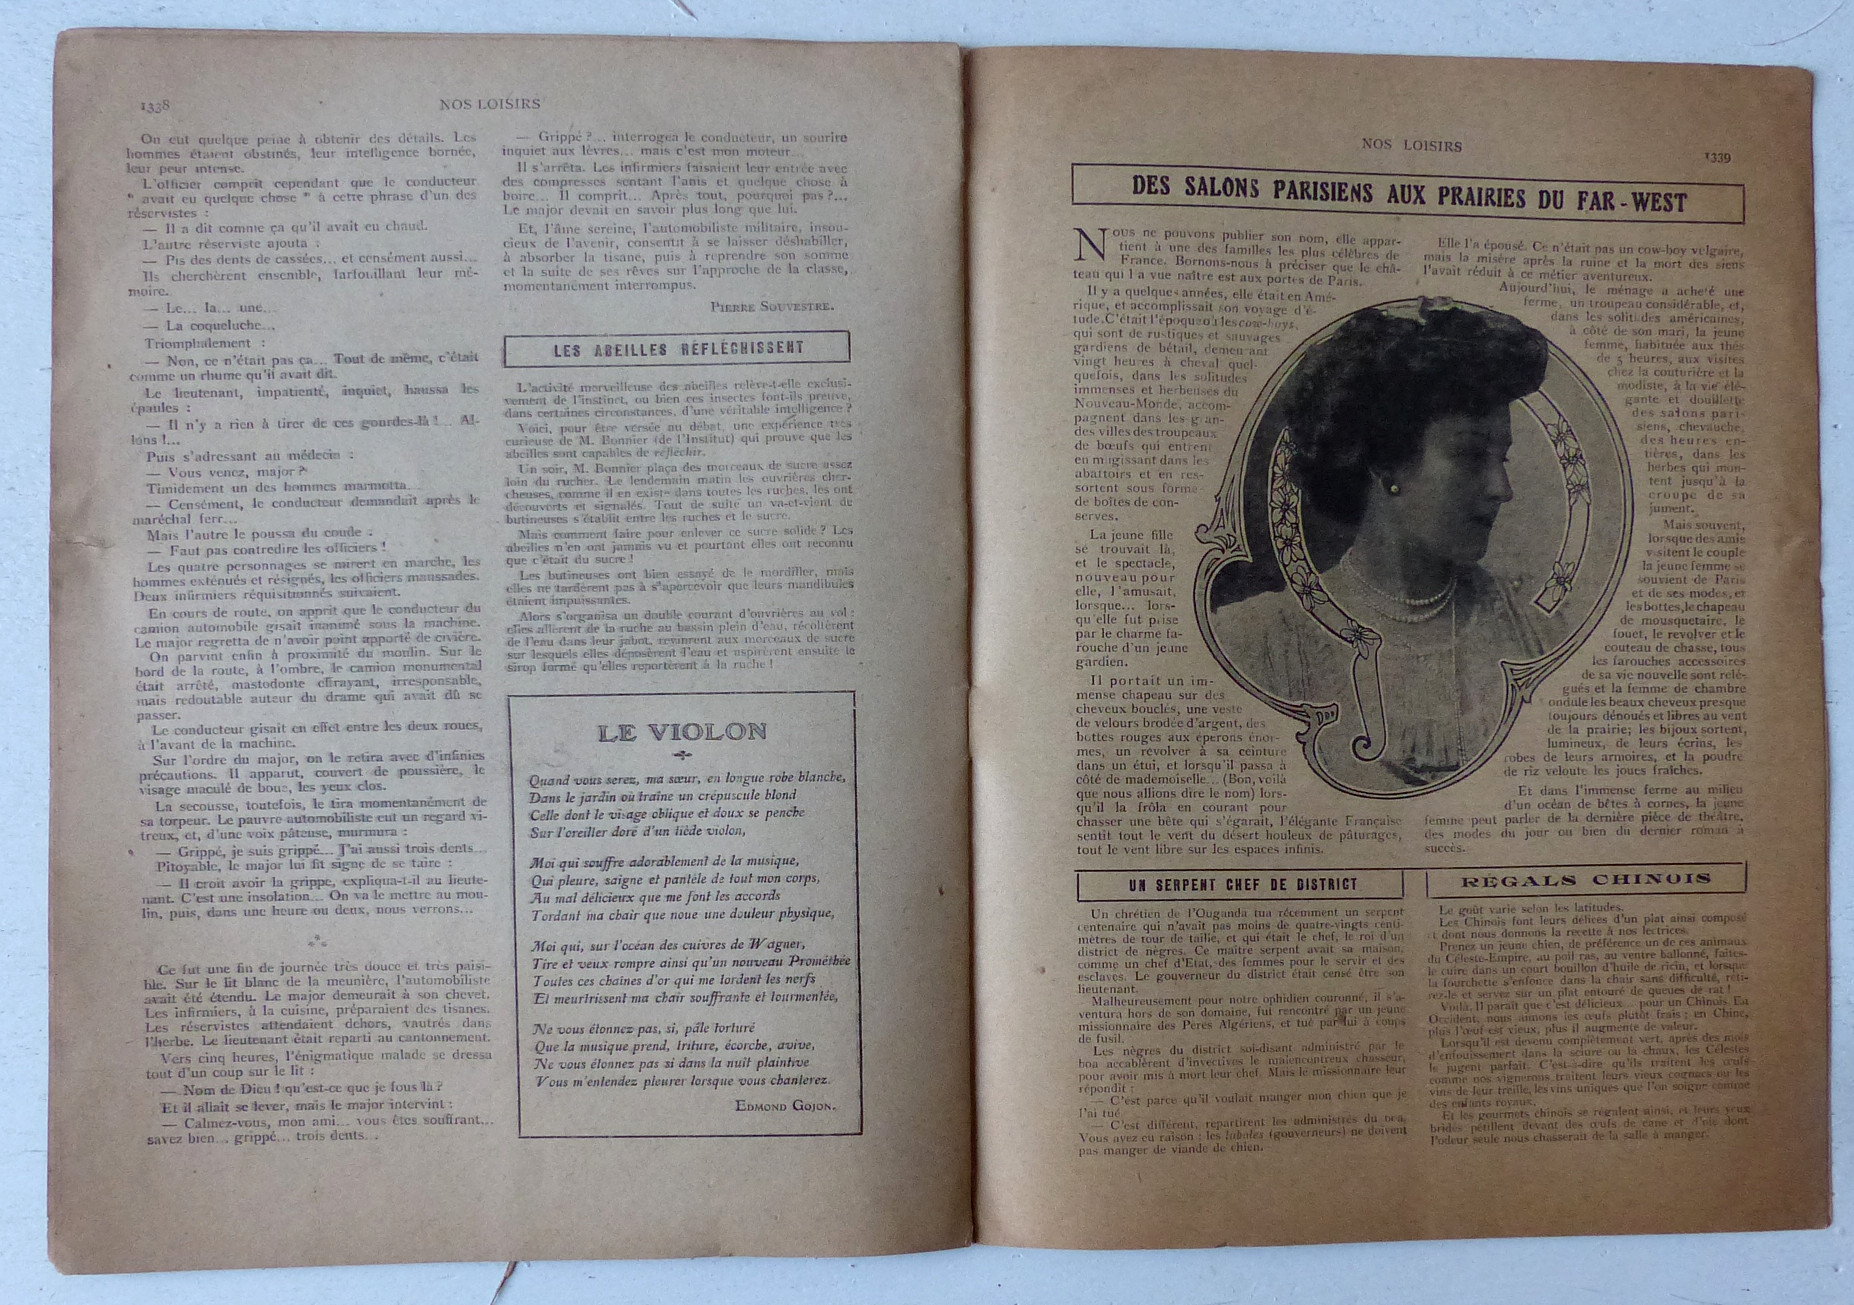 1338
NOS LOISIRS
On eut quelque peine à obtenir des détails. Les
hommes étaient obstinés, leur intelligence bornée,
leur peur intense.
L'officier comprit cependant que le conducteur
" avait eu quelque chose " à cette phrase d'un des
réservistes :
— Il a dit comme ça qu'il avait eu chaud.
L'autre réserviste ajouta :
— Pis des dents de cassées... et censément aussi...
Ils cherchèrent ensemble, farfouillant leur mé-
moire.
— Le... la... une...
— La coqueluche...
Triomphalement :
— Non, ce n'était pas ça... Tout de même, c'était
comme un rhume qu'il avait dit.
Le lieutenant, impatienté, inquiet, haussa les
épaules :
— Il n'y a rien à tirer de ces gourdes-là !... Al-
lons !...
Puis s'adressant au médecin :
— Vous venez, major ?
Timidement un des hommes marmotta...
— Censément, le conducteur demandait après le
maréchal ferr...
Mais l'autre le poussa du coude :
— Faut pas contredire les officiers !
Les quatre personnages se mirent en marche, les
hommes exténués et résignés, les officiers maussades.
Deux infirmiers réquisitionnés suivaient.
En cours de route, on apprit que le conducteur du
camion automobile gisait inanimé sous la machine.
Le major regretta de n'avoir point apporté de civière.
On parvint enfin à proximité du moulin. Sur le
bord de la route, à l'ombre, le camion monumental
était arrêté, mastodonte effrayant, irresponsable,
mais redoutable auteur du drame qui avait dû se
passer.
Le conducteur gisait en effet entre les deux roues,
à l'avant de la machine.
Sur l'ordre du major, on le retira avec d'infinies
précautions. Il apparut, couvert de poussière, le
visage maculé de boue, les yeux clos.
La secousse, toutefois, le tira momentanément de
sa torpeur. Le pauvre automobiliste eut un regard vi-
treux, et, d'une voix pâteuse, murmura :
— Grippé, je suis grippé... J'ai aussi trois dents...
Pitoyable, le major lui fit signe de se taire :
— Il croit avoir la grippe, expliqua-t-il au lieute-
nant. C'est une insolation... On va le mettre au mou-
lin, puis, dans une heure ou deux, nous verrons...
Ce fut une fin de journée très douce et très paisi-
ble. Sur le lit blanc de la meunière, l'automobiliste
avait été étendu. Le major demeurait à son chevet.
Les infirmiers, à la cuisine, préparaient des tisanes.
Les réservistes attendaient dehors, vautrés dans
l'herbe. Le lieutenant était reparti au cantonnement.
Vers cinq heures, l'énigmatique malade se dressa
tout d'un coup sur le lit :
— Nom de Dieu ! qu'est-ce que je fous là ?
Et il allait se lever, mais le major intervint :
— Calmez-vous, mon ami... vous êtes souffrant...
savez bien... grippé... trois dents...
— Grippé ?... interrogea le conducteur, un sourire
inquiet aux lèvres... mais c'est mon moteur...
Il s'arrêta. Les infirmiers faisaient leur entrée avec
des compresses sentant l'anis et quelque chose à
boire... Il comprit... Après tout, pourquoi pas ?...
Le major devait en savoir plus long que lui.
Et, l'âme sereine, l'automobiliste militaire, insou-
cieux de l'avenir, consentit à se laisser déshabiller,
à absorber la tisane, puis à reprendre son somme
et la suite de ses rêves sur l'approche de la classe,
momentanément interrompus.
PIERRE SOUVESTRE.
LES ABEILLES RÉFLÉCHISSENT
L'activité merveilleuse des abeilles relève-t-elle exclusi-
vement de l'instinct, ou bien ces insectes font-ils preuve,
dans certaines circonstances, d'une véritable intelligence ?
Voici, pour être versée au débat, une expérience très
curieuse de M. Bonnier (de l'Institut) qui prouve que les
abeilles sont capables de réfléchir.
Un soir, M. Bonnier plaça des morceaux de sucre assez
loin du rucher. Le lendemain matin les ouvrières cher-
cheuses, comme il en existe dans toutes les ruches, les ont
découverts et signalés. Tout de suite un va-et-vient de
butineuses s'établit entre les ruches et le sucre.
Mais comment faire pour enlever ce sucre solide ? Les
abeilles n'en ont jamais vu et pourtant elles ont reconnu
que c'était du sucre !
Les butineuses ont bien essayé de le mordiller, mais
elles ne tardèrent pas à s'apercevoir que leurs mandibules
étaient impuissantes.
Alors s'organisa un double courant d'ouvrières au vol :
elles allèrent de la ruche au bassin plein d'eau, récoltèrent
de l'eau dans leur jabot, revinrent aux morceaux de sucre
sur lesquels elles déposèrent l'eau et aspirèrent ensuite le
sirop formé qu'elles reportèrent à la ruche !
LE VIOLON
Quand vous serez, ma sœur, en longue robe blanche,
Dans le jardin où traîne un crépuscule blond
Celle dont le visage oblique et doux se penche
Sur l'oreiller doré d'un tiède violon,
Moi qui souffre adorablement de la musique,
Qui pleure, saigne et pantèle de tout mon corps,
Au mal délicieux que me font les accords
Tordant ma chair que noue une douleur physique,
Moi qui, sur l'océan des cuivres de Wagner,
Tire et veux rompre ainsi qu'un nouveau Prométhée
Toutes ces chaînes d'or qui me tordent les nerfs
Et meurtrissent ma chair souffrante et tourmentée,
Ne vous étonnez pas, si, pâle torturé
Que la musique prend, triture, écorche, avive,
Ne vous étonnez pas si dans la nuit plaintive
Vous m'entendez pleurer lorsque vous chanterez.
EDMOND GOJON.
NOS LOISIRS
1339
DES SALONS PARISIENS AUX PRAIRIES DU FAR-WEST
Nous ne pouvons publier son nom, elle appar-
tient à une des familles les plus célèbres de
France. Bornons-nous à préciser que le châ-
teau qui l'a vue naître est aux portes de Paris.
Il y a quelques années, elle était en Amé-
rique, et accomplissait son voyage d'é-
tude. C'était l'époque où les cow-boys,
qui sont de rustiques et sauvages
gardiens de bétail, demeurant
vingt heures à cheval quel-
quefois, dans les solitudes
immenses et herbeuses du
Nouveau-Monde, accom-
pagnent dans les gran-
des villes des troupeaux
de bœufs qui entrent
en mugissant dans les
abattoirs et en res-
sortent sous forme
de boîtes de con-
serves.
La jeune fille
se trouvait là,
et le spectacle,
nouveau pour
elle, l'amusait,
lorsque... lors-
qu'elle fut prise
par le charme fa-
rouche d'un jeune
gardien.
Il portait un im-
mense chapeau sur des
cheveux bouclés, une veste
de velours brodée d'argent, des
bottes rouges aux éperons énor-
mes, un revolver à sa ceinture
dans un étui, et lorsqu'il passa à
côté de mademoiselle... (Bon, voilà
que nous allions dire le nom) lors-
qu'il la frôla en courant pour
chasser une bête qui s'égarait, l'élégante Française
sentit tout le vent du désert houleux de pâturages,
tout le vent libre sur les espaces infinis.
Elle l'a épousé. Ce n'était pas un cow-boy vulgaire,
mais la misère après la ruine et la mort des siens
l'avait réduit à ce métier aventureux.
Aujourd'hui, le ménage a acheté une
ferme, un troupeau considérable, et,
dans les solitudes américaines,
à côté de son mari, la jeune
femme, habituée aux thés
de 5 heures, aux visites
chez la couturière et la
modiste, à la vie élé-
gante et douillette
des salons pari-
siens, chevauche,
des heures en-
tières, dans les
herbes qui mon-
tent jusqu'à la
croupe de sa
jument.
Mais souvent,
lorsque des amis
visitent le couple
la jeune femme se
souvient de Paris
et de ses modes, et
les bottes, le chapeau
de mousquetaire, le
fouet, le revolver et le
couteau de chasse, tous
les farouches accessoires
de sa vie nouvelle sont relé-
gués et la femme de chambre
ondule les beaux cheveux presque
toujours dénoués et libres au vent
de la prairie; les bijoux sortent,
lumineux, de leurs écrins, les
robes de leurs armoires, et la poudre
de riz veloute les joues fraîches.
Et dans l'immense ferme au milieu
d'un océan de bêtes à cornes, la jeune
femme peut parler de la dernière pièce de théâtre,
des modes du jour ou bien du dernier roman à
succès.
UN SERPENT CHEF DE DISTRICT
Un chrétien de l'Ouganda tua récemment un serpent
centenaire qui n'avait pas moins de quatre-vingts centi-
mètres de tour de taille, et qui était le chef, le roi d'un
district de nègres. Ce maître serpent avait sa maison,
comme un chef d'Etat, des femmes pour le servir et des
esclaves. Le gouverneur du district était censé être son
lieutenant.
Malheureusement pour notre ophidien couronné, il s'a-
ventura hors de son domaine, fut rencontré par un jeune
missionnaire des Pères Algériens, et tué par lui à coups
de fusil.
Les nègres du district soi-disant administré par le
boa accablèrent d'invectives le malencontreux chasseur,
pour avoir mis à mort leur chef. Mais le missionnaire leur
répondit :
— C'est parce qu'il voulait manger mon chien que je
l'ai tué.
— C'est différent, repartirent les administrés du boa.
Vous avez eu raison : les (gouverneurs) ne doivent
pas manger de viande de chien.
RÉGALS CHINOIS
Le goût varie selon les latitudes.
Les Chinois font leurs délices d'un plat ainsi composé
et dont nous donnons la recette à nos lectrices.
Prenez un jeune chien, de préférence un de ces animaux
du Céleste-Empire, au poil ras, au ventre ballonné, faites-
le cuire dans un court bouillon d'huile de ricin, et lorsque
la fourchette s'enfonce dans la chair sans difficulté, reti-
rez-le et servez sur un plat entouré de queues de rat !
Voilà. Il paraît que c'est délicieux... pour un Chinois. En
Occident, nous aimons les œufs plutôt frais ; en Chine,
plus l'œuf est vieux, plus il augmente de valeur.
Lorsqu'il est devenu complètement vert, après des mois
d'enfouissement dans la sciure ou la chaux, les Célestes
le jugent parfait. C'est-à-dire qu'ils traitent les œufs
comme nos vignerons traitent leurs vieux cognacs ou les
vins de leur treille, les vins uniques que l'on soigne comme
des enfants royaux.
Et les gourmets chinois se régalent ainsi, et leurs yeux
bridés pétillent devant des œufs de cane et d'oie dont
l'odeur seule nous chasserait de la salle à manger.